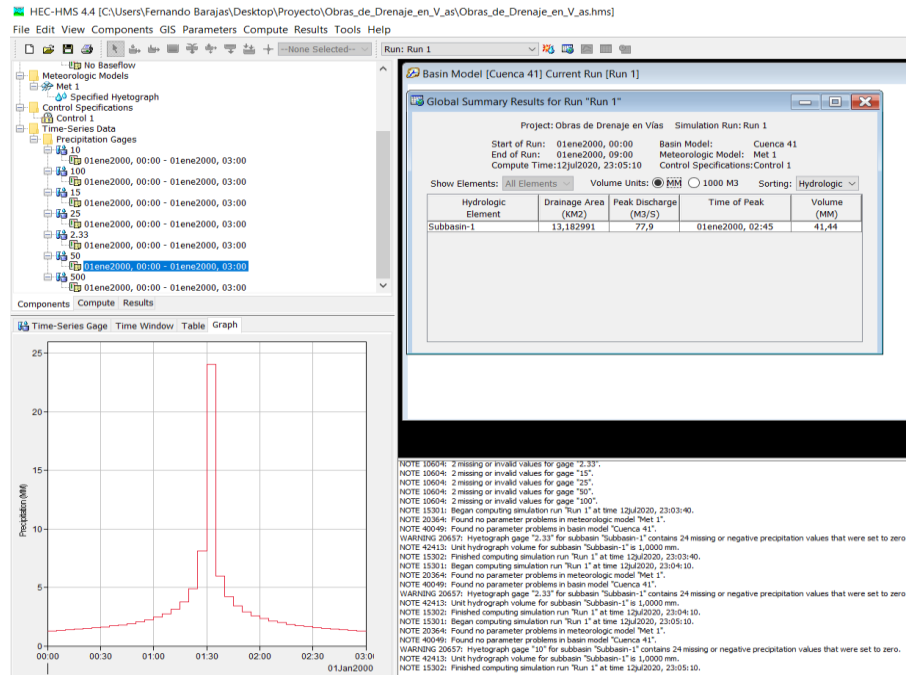 HEC-HMS 4.4 [C:\Users\Fernando Barajas\Desktop\Proyecto\Obras_de_Drenaje_en_V_as\Obras_de_Drenaje_en_V_as.hms]
File Edit View Components GIS Parameters Compute Results Tools Help
--None Selected-- Run: Run 1
No Baseflow
Meteorologic Models
Met 1
Specified Hyetograph
Control Specifications
Control 1
Time-Series Data
Precipitation Gages
10
01ene2000, 00:00 - 01ene2000, 03:00
100
01ene2000, 00:00 - 01ene2000, 03:00
15
01ene2000, 00:00 - 01ene2000, 03:00
25
01ene2000, 00:00 - 01ene2000, 03:00
2.33
01ene2000, 00:00 - 01ene2000, 03:00
50
01ene2000, 00:00 - 01ene2000, 03:00
500
01ene2000, 00:00 - 01ene2000, 03:00
Components Compute Results
Time-Series Gage Time Window Table Graph
25
20
15
10
5
0
Precipitation (MM)
00:00 00:30 01:00 01:30 02:00 02:30 03:0
01Jan2000
Basin Model [Cuenca 41] Current Run [Run 1]
Global Summary Results for Run "Run 1"
Project: Obras de Drenaje en Vías Simulation Run: Run 1
Start of Run: 01ene2000, 00:00 Basin Model: Cuenca 41
End of Run: 01ene2000, 09:00 Meteorologic Model: Met 1
Compute Time:12jul2020, 23:05:10 Control Specifications:Control 1
Show Elements: All Elements Volume Units: MM 1000 M3 Sorting: Hydrologic
Hydrologic Drainage Area Peak Discharge Time of Peak Volume
Element (KM2) (M3/S) (MM)
Subbasin-1 13,182991 77,9 01ene2000, 02:45 41,44
NOTE 10604: 2 missing or invalid values for gage "2.33".
NOTE 10604: 2 missing or invalid values for gage "15".
NOTE 10604: 2 missing or invalid values for gage "25".
NOTE 10604: 2 missing or invalid values for gage "50".
NOTE 10604: 2 missing or invalid values for gage "100".
NOTE 15301: Began computing simulation run "Run 1" at time 12jul2020, 23:03:40.
NOTE 20364: Found no parameter problems in meteorologic model "Met 1".
NOTE 40049: Found no parameter problems in basin model "Cuenca 41".
WARNING 20657: Hyetograph gage "2.33" for subbasin "Subbasin-1" contains 24 missing or negative precipitation values that were set to zero
NOTE 42413: Unit hydrograph volume for subbasin "Subbasin-1" is 1,0000 mm.
NOTE 15302: Finished computing simulation run "Run 1" at time 12jul2020, 23:03:40.
NOTE 15301: Began computing simulation run "Run 1" at time 12jul2020, 23:04:10.
NOTE 20364: Found no parameter problems in meteorologic model "Met 1".
NOTE 40049: Found no parameter problems in basin model "Cuenca 41".
WARNING 20657: Hyetograph gage "2.33" for subbasin "Subbasin-1" contains 24 missing or negative precipitation values that were set to zero
NOTE 42413: Unit hydrograph volume for subbasin "Subbasin-1" is 1,0000 mm.
NOTE 15302: Finished computing simulation run "Run 1" at time 12jul2020, 23:04:10.
NOTE 15301: Began computing simulation run "Run 1" at time 12jul2020, 23:05:10.
NOTE 20364: Found no parameter problems in meteorologic model "Met 1".
NOTE 40049: Found no parameter problems in basin model "Cuenca 41".
WARNING 20657: Hyetograph gage "10" for subbasin "Subbasin-1" contains 24 missing or negative precipitation values that were set to zero.
NOTE 42413: Unit hydrograph volume for subbasin "Subbasin-1" is 1,0000 mm.
NOTE 15302: Finished computing simulation run "Run 1" at time 12jul2020, 23:05:10.